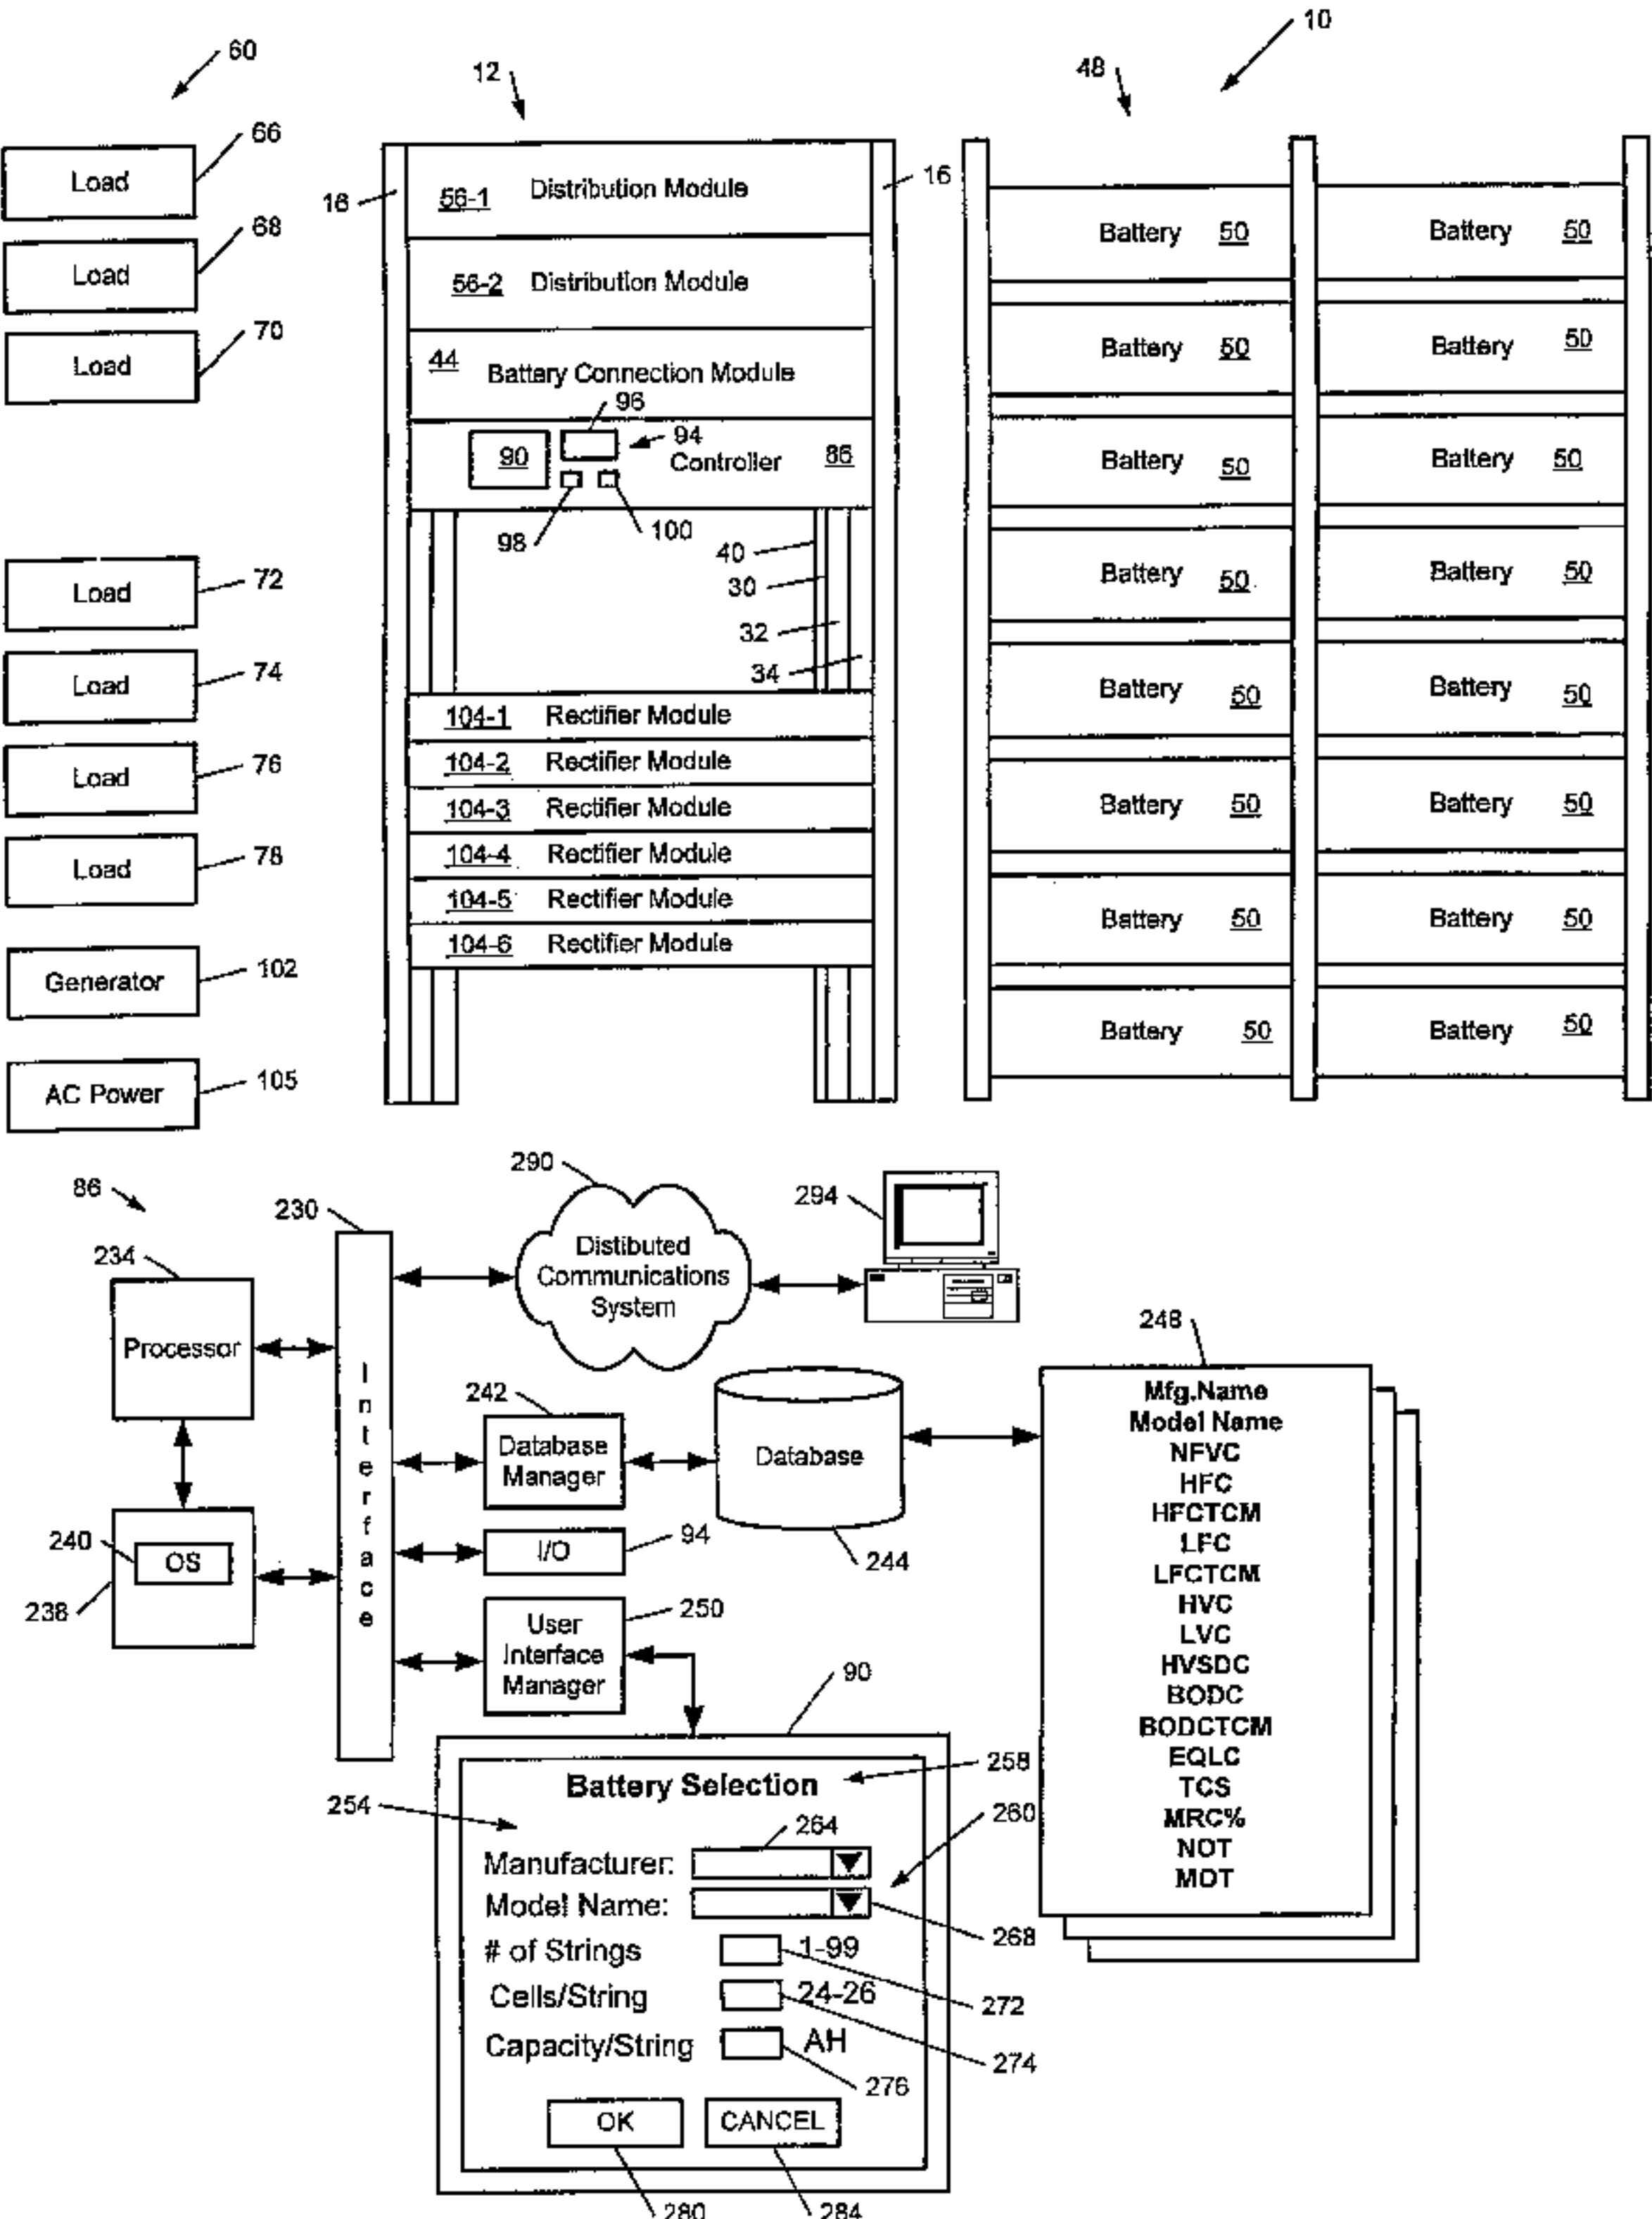 10
60
12
48
66
Load
16
56-1 Distribution Module
16
68
Load
56-2 Distribution Module
70
Load
44 Battery Connection Module
96
94
90
Controller 86
98
100
40
30
32
34
72
Load
74
Load
76
Load
78
Load
102
Generator
105
AC Power
104-1 Rectifier Module
104-2 Rectifier Module
104-3 Rectifier Module
104-4 Rectifier Module
104-5 Rectifier Module
104-6 Rectifier Module
Battery 50 Battery 50
Battery 50 Battery 50
Battery 50 Battery 50
Battery 50 Battery 50
Battery 50 Battery 50
Battery 50 Battery 50
Battery 50 Battery 50
Battery 50 Battery 50
86
290
294
230
234
Distibuted
Communications
System
Processor
Interface
242
Database
Manager
Database
244
240
OS
238
I/O
94
250
User
Interface
Manager
248
Mfg.Name
Model Name
NFVC
HFC
HFCTCM
LFC
LFCTCM
HVC
LVC
HVSDC
BODC
BODCTCM
EQLC
TCS
MRC%
NOT
MOT
90
Battery Selection
258
254
264
260
Manufacturer:
Model Name:
268
# of Strings 1-99
272
Cells/String 24-26
274
Capacity/String AH
276
OK
CANCEL
280
284